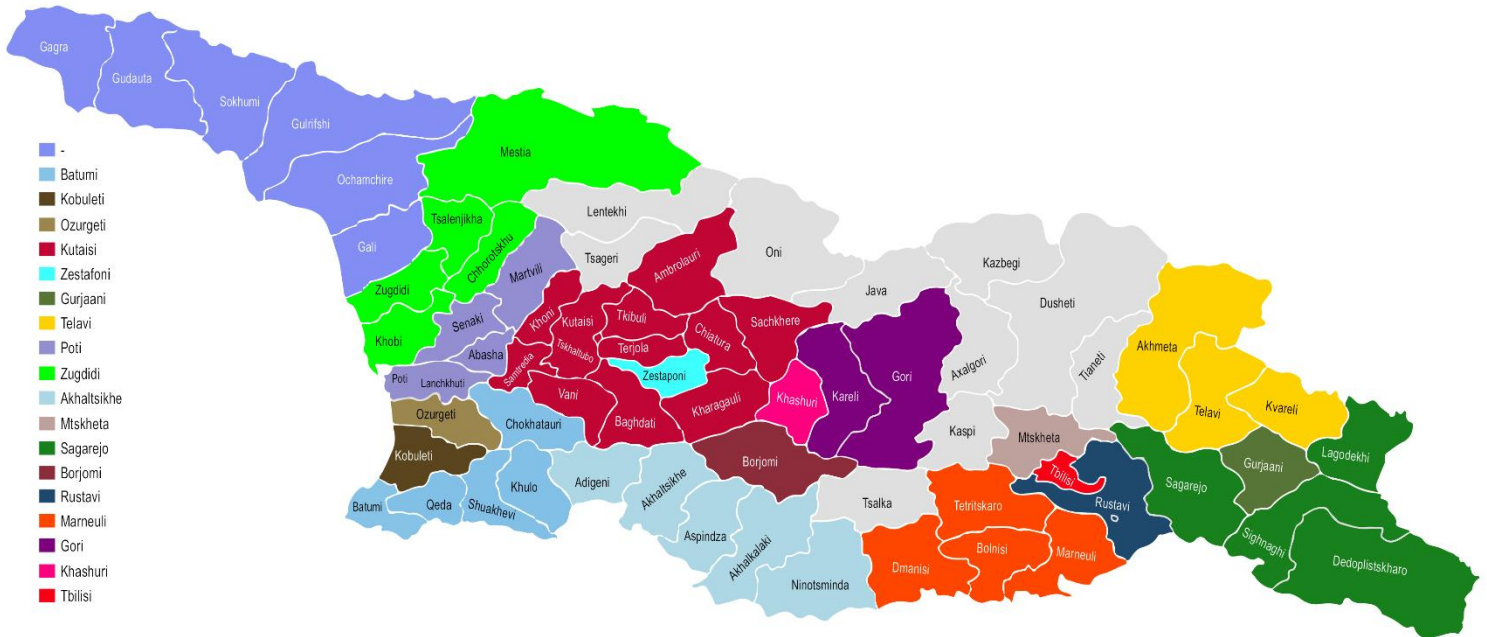 Gagra
Gudauta
Sokhumi
Gulrifshi
Ochamchire
Gali
Mestia
Tsalenjikha
Chhorotskhu
Zugdidi
Khobi
Lentekhi
Tsageri
Martvili
Senaki
Abasha
Poti
Lanchkhuti
Ambrolauri
Oni
Khoni
Kutaisi
Tskhaltubo
Tkibuli
Terjola
Chiatura
Sachkhere
Samtredia
Vani
Baghdati
Zestaponi
Kharagauli
Java
Kazbegi
Dusheti
Axalgori
Tianeti
Akhmeta
Telavi
Kvareli
Khashuri
Kareli
Gori
Kaspi
Mtskheta
Tbilisi
Rustavi
Sagarejo
Gurjaani
Lagodekhi
Sighnaghi
Dedoplistskharo
Ozurgeti
Chokhatauri
Kobuleti
Batumi
Qeda
Shuakhevi
Khulo
Adigeni
Akhaltsikhe
Borjomi
Aspindza
Akhalkalaki
Ninotsminda
Tsalka
Tetritskaro
Dmanisi
Bolnisi
Marneuli
-
Batumi
Kobuleti
Ozurgeti
Kutaisi
Zestafoni
Gurjaani
Telavi
Poti
Zugdidi
Akhaltsikhe
Mtskheta
Sagarejo
Borjomi
Rustavi
Marneuli
Gori
Khashuri
Tbilisi